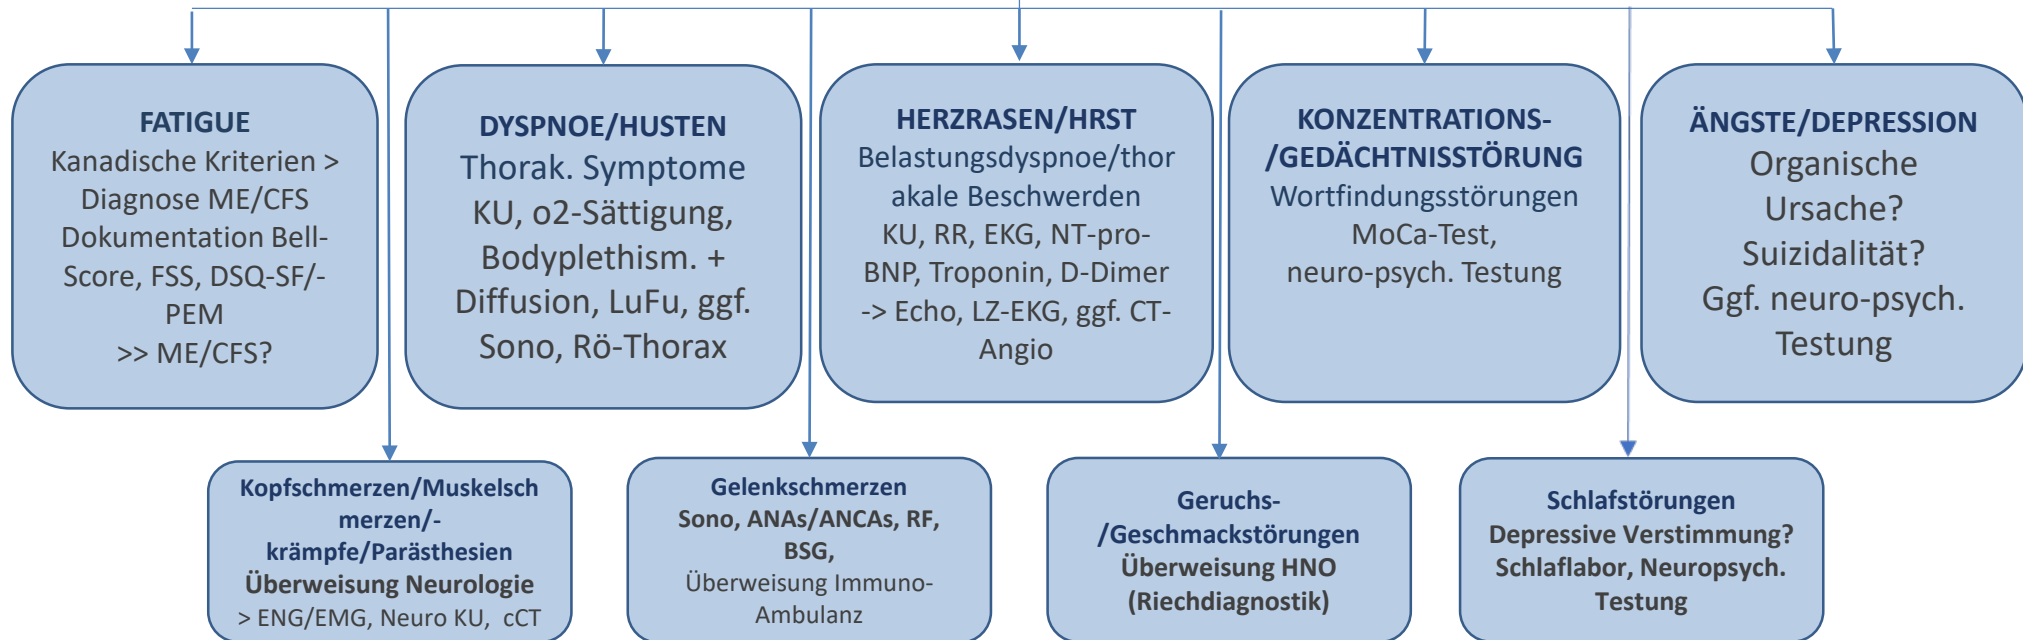 FATIGUE
Kanadische Kriterien >
Diagnose ME/CFS
Dokumentation Bell-
Score, FSS, DSQ-SF/-
PEM
>> ME/CFS?
DYSPNOE/HUSTEN
Thorak. Symptome
KU, o2-Sättigung,
Bodyplethism. +
Diffusion, LuFu, ggf.
Sono, Rö-Thorax
HERZRASEN/HRST
Belastungsdyspnoe/thor
akale Beschwerden
KU, RR, EKG, NT-pro-
BNP, Troponin, D-Dimer
-> Echo, LZ-EKG, ggf. CT-
Angio
KONZENTRATIONS-
/GEDÄCHTNISSTÖRUNG
Wortfindungsstörungen
MoCa-Test,
neuro-psych. Testung
ÄNGSTE/DEPRESSION
Organische
Ursache?
Suizidalität?
Ggf. neuro-psych.
Testung
Kopfschmerzen/Muskelsch
merzen/-
krämpfe/Parästhesien
Überweisung Neurologie
> ENG/EMG, Neuro KU, cCT
Gelenkschmerzen
Sono, ANAs/ANCAs, RF,
BSG,
Überweisung Immuno-
Ambulanz
Geruchs-
/Geschmackstörungen
Überweisung HNO
(Riechdiagnostik)
Schlafstörungen
Depressive Verstimmung?
Schlaflabor, Neuropsych.
Testung